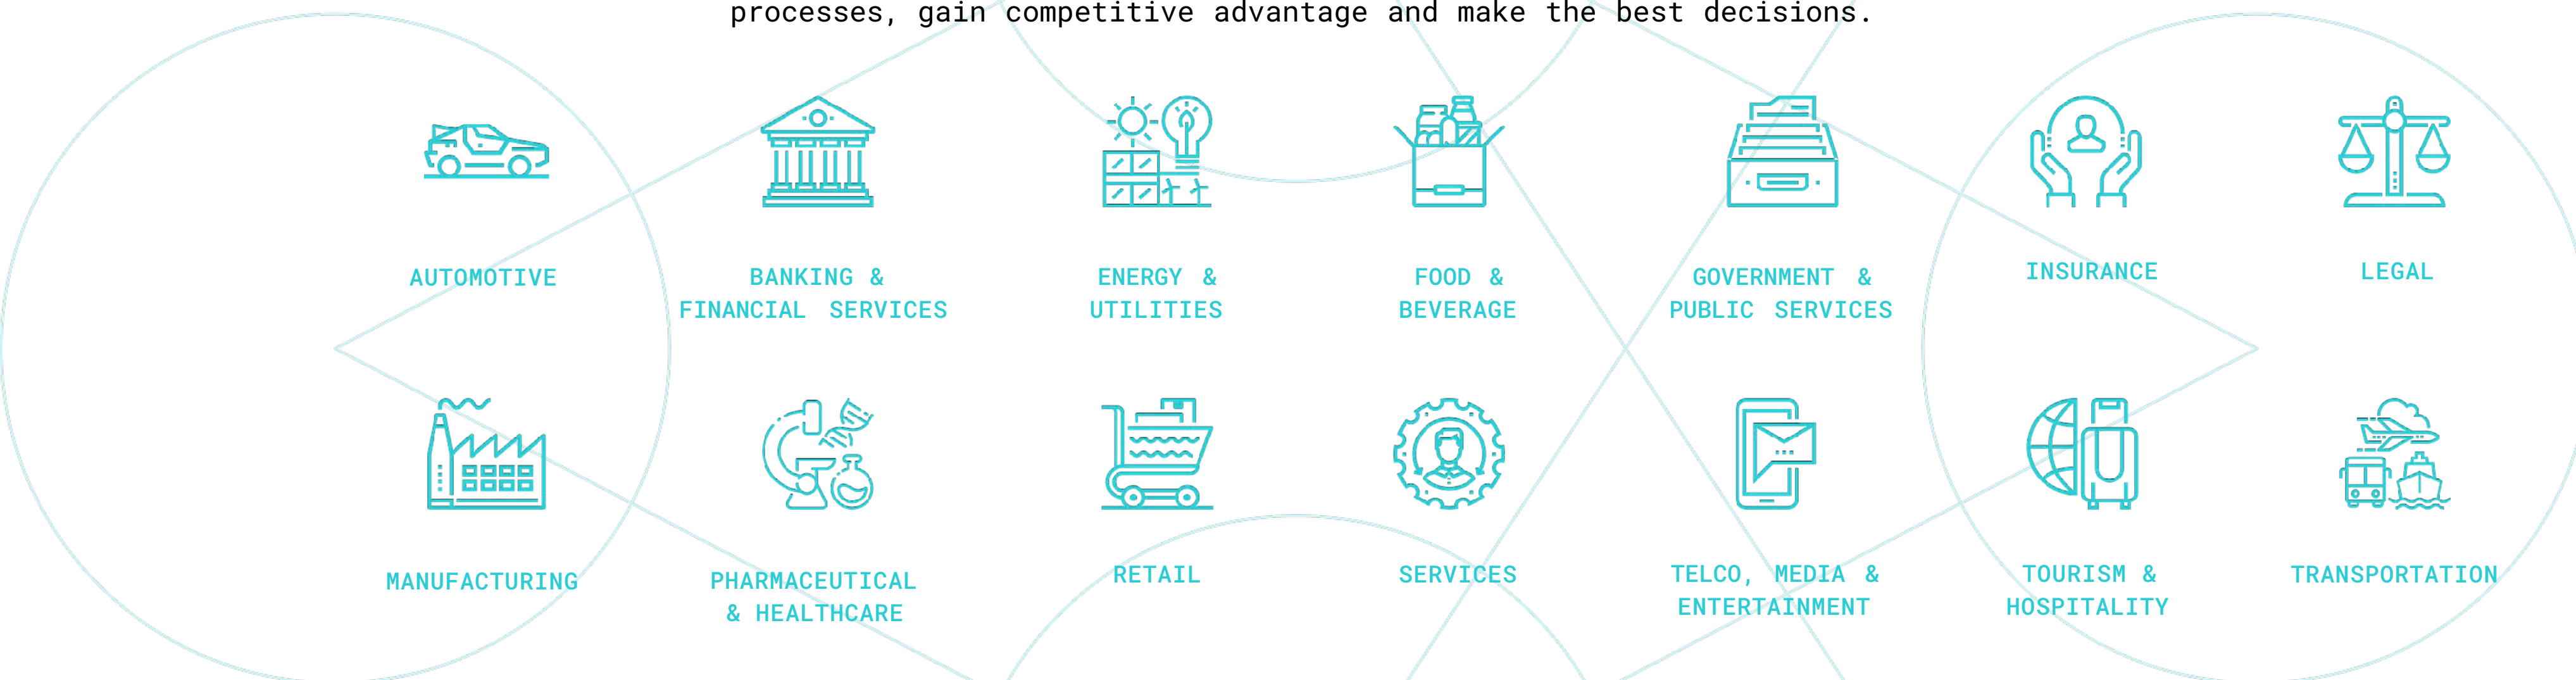 processes, gain competitive advantage and make the best decisions.
AUTOMOTIVE
BANKING &
FINANCIAL SERVICES
ENERGY &
UTILITIES
FOOD &
BEVERAGE
GOVERNMENT &
PUBLIC SERVICES
INSURANCE
LEGAL
MANUFACTURING
PHARMACEUTICAL
& HEALTHCARE
RETAIL
SERVICES
TELCO, MEDIA &
ENTERTAINMENT
TOURISM &
HOSPITALITY
TRANSPORTATION